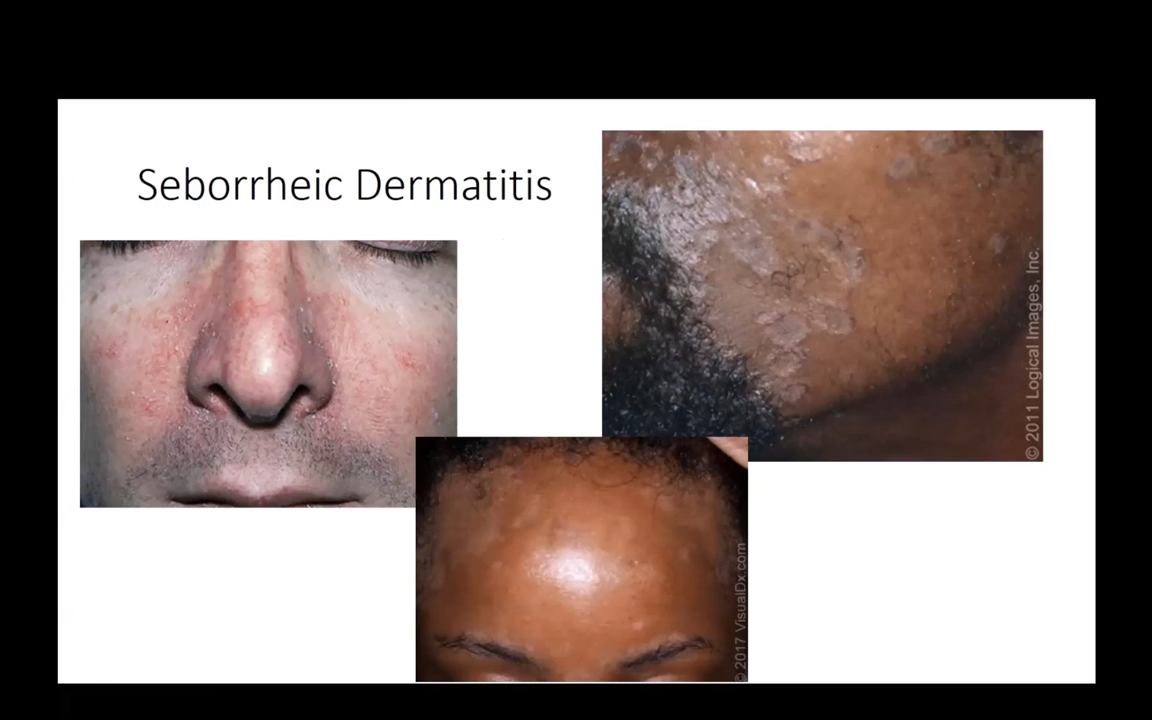 Seborrheic Dermatitis
© 2011 Logical Images, Inc.
© 2017 VisualDx.com